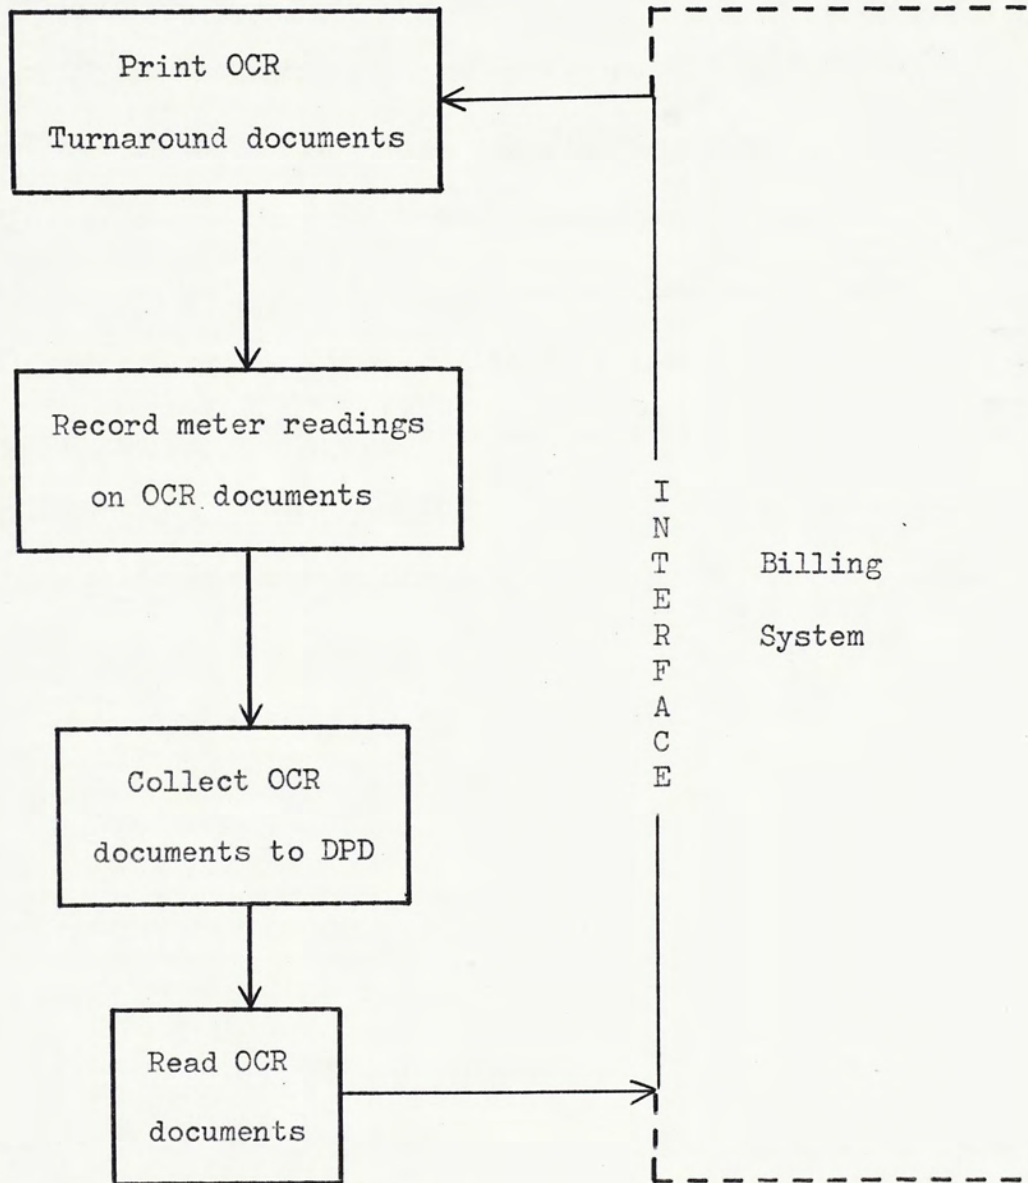 Print OCR
Turnaround documents
Record meter readings
on OCR documents
INTERFACE
Billing
System
Collect OCR
documents to DPD
Read OCR
documents